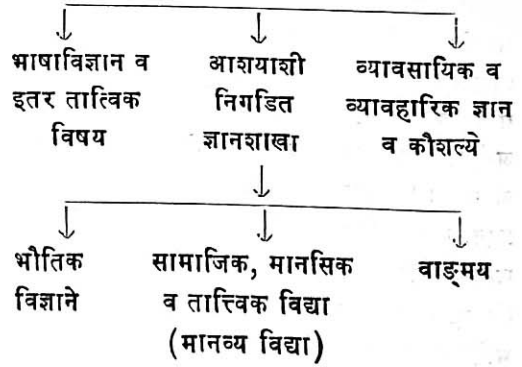 भाषाविज्ञान व
इतर तात्विक
विषय
आशयाशी
निगडित
ज्ञानशाखा
व्यावसायिक व
व्यावहारिक ज्ञान
व कौशल्ये
भौतिक
विज्ञाने
सामाजिक, मानसिक
व तात्त्विक विद्या
(मानव्य विद्या)
वाङ्मय